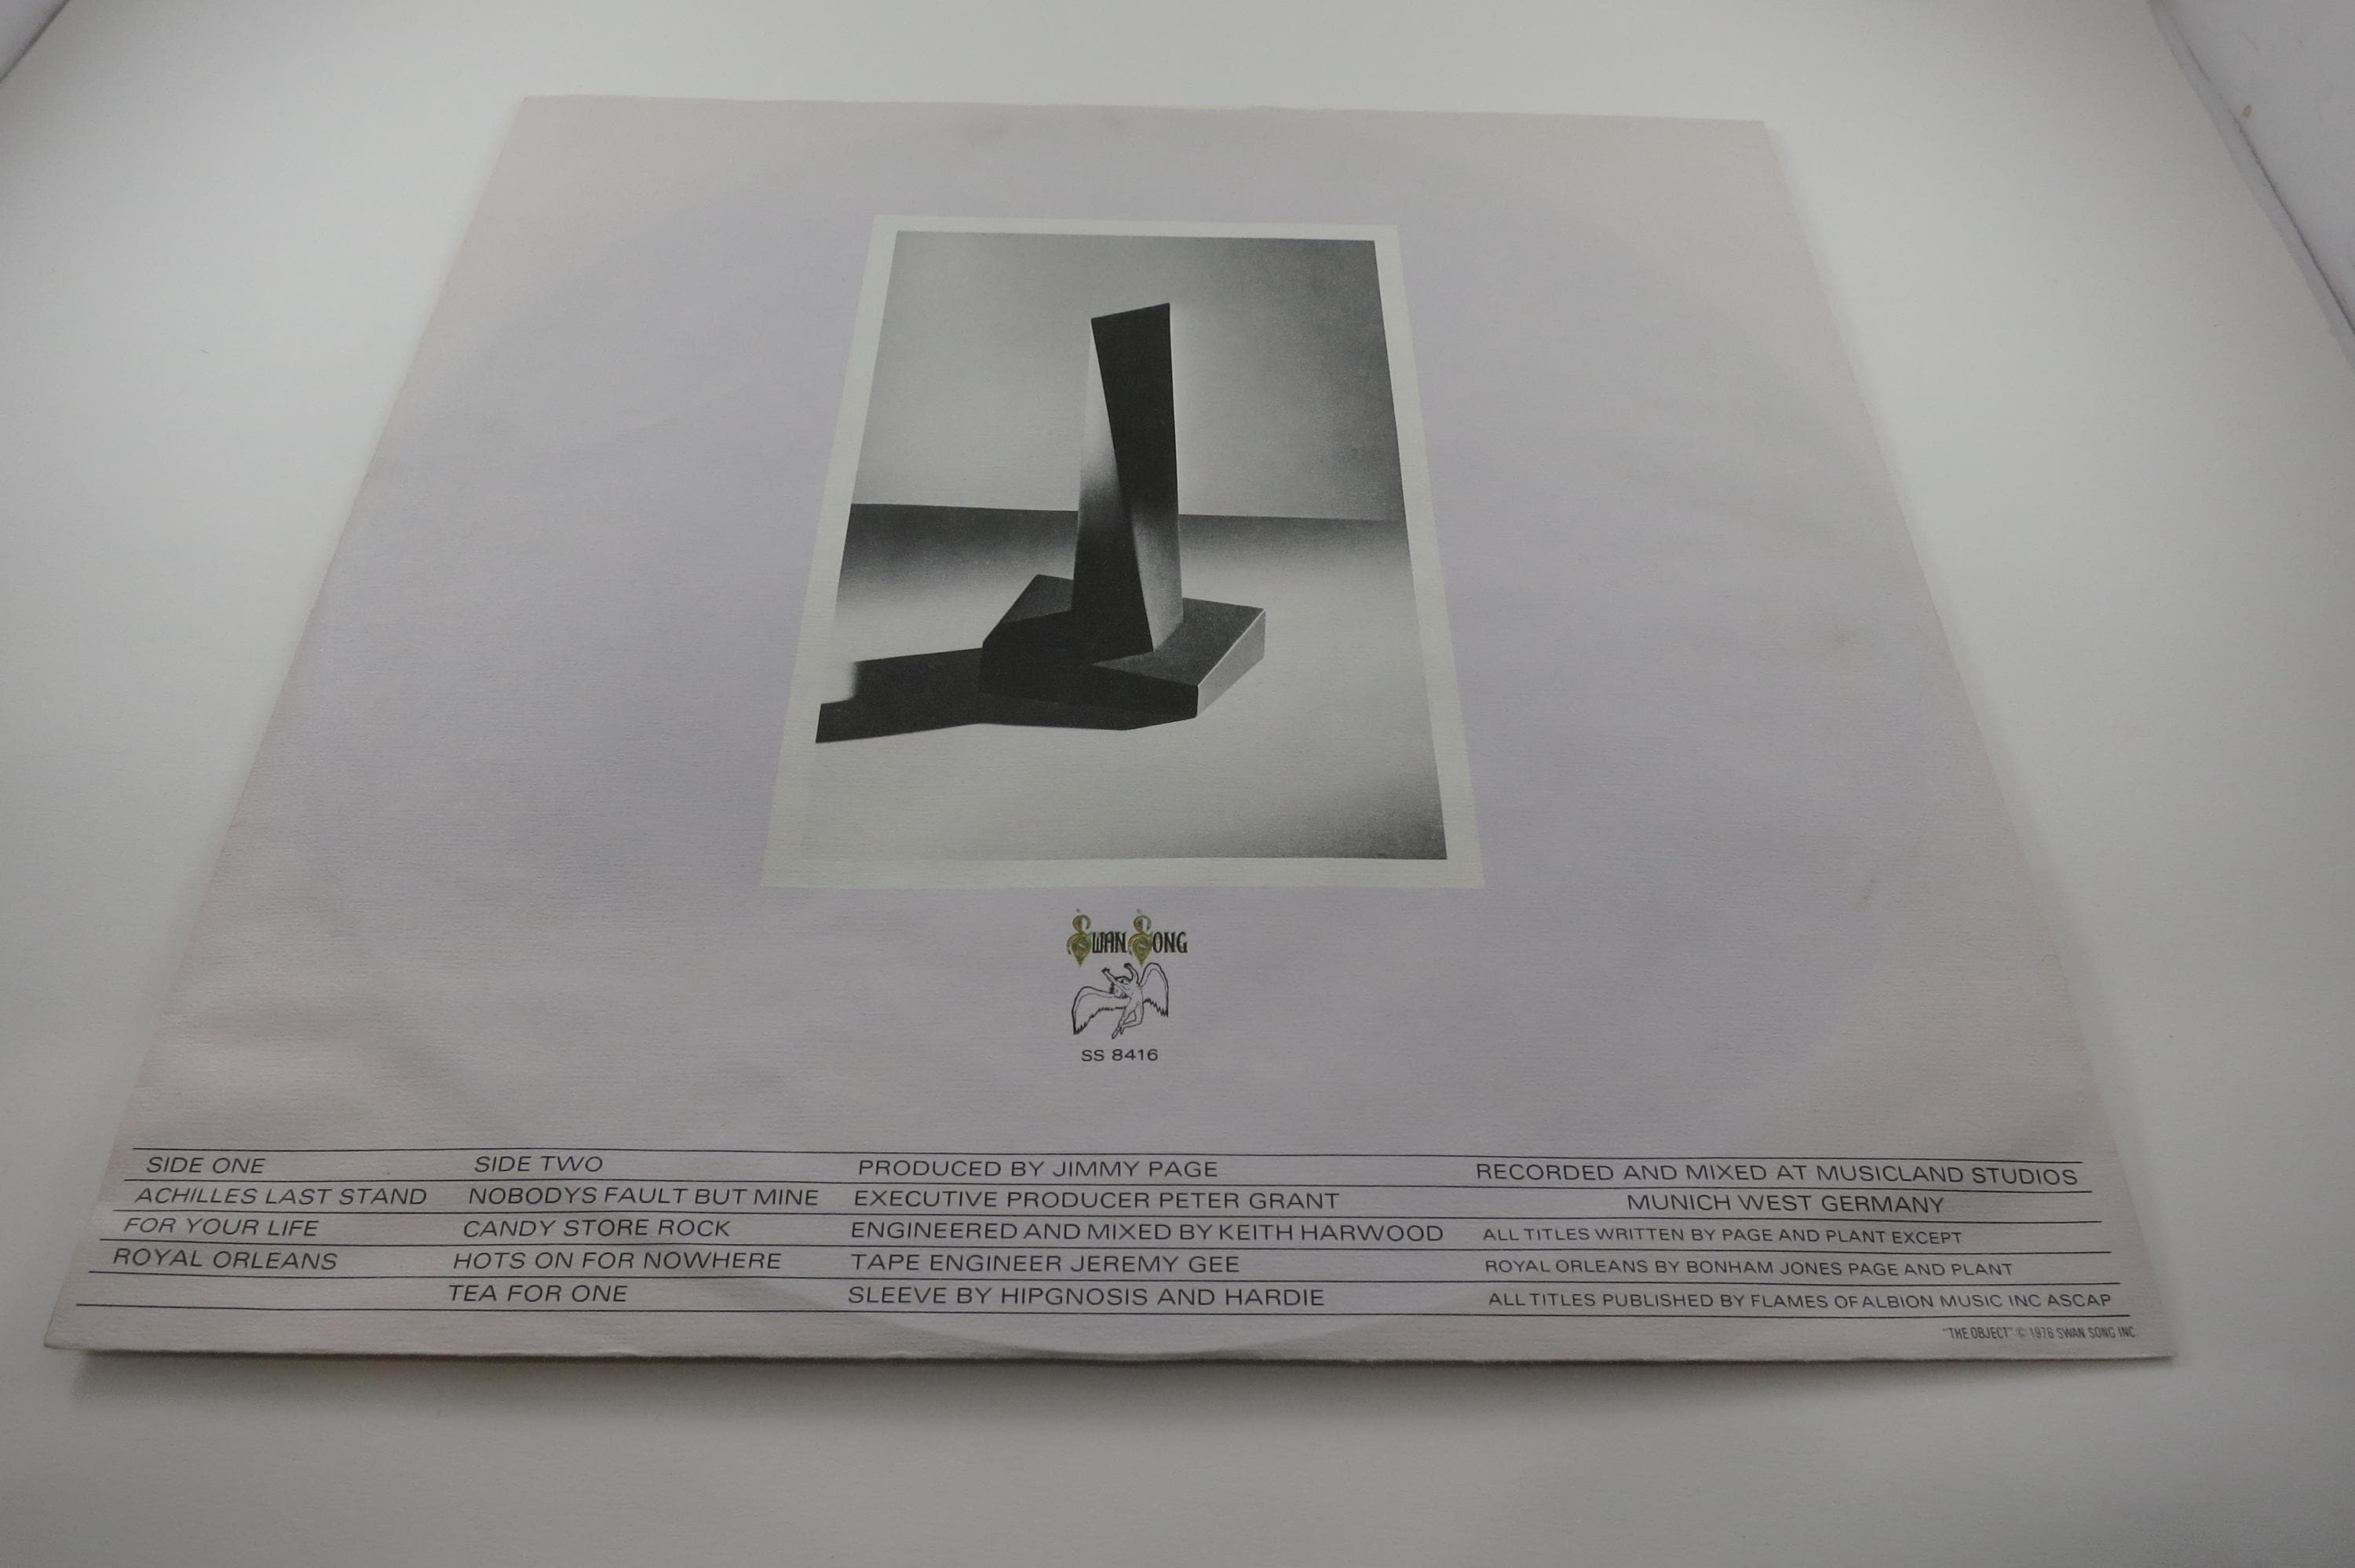 SWAN SONG
SS 8416
SIDE ONE
ACHILLES LAST STAND
FOR YOUR LIFE
ROYAL ORLEANS
SIDE TWO
NOBODYS FAULT BUT MINE
CANDY STORE ROCK
HOTS ON FOR NOWHERE
TEA FOR ONE
PRODUCED BY JIMMY PAGE
EXECUTIVE PRODUCER PETER GRANT
ENGINEERED AND MIXED BY KEITH HARWOOD
TAPE ENGINEER JEREMY GEE
SLEEVE BY HIPGNOSIS AND HARDIE
RECORDED AND MIXED AT MUSICLAND STUDIOS
MUNICH WEST GERMANY
ALL TITLES WRITTEN BY PAGE AND PLANT EXCEPT
ROYAL ORLEANS BY BONHAM JONES PAGE AND PLANT
ALL TITLES PUBLISHED BY FLAMES OF ALBION MUSIC INC ASCAP
"THE OBJECT" © 1976 SWAN SONG INC.